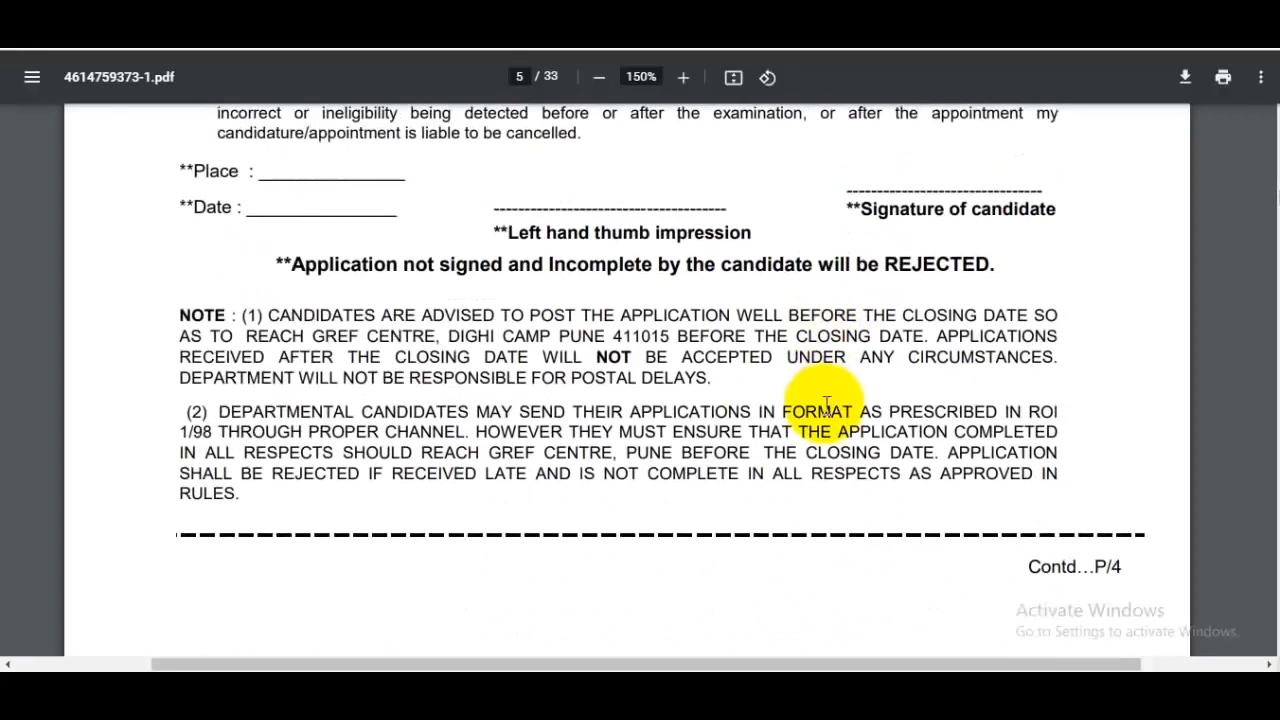 4614759373-1.pdf
5 / 33
150%
incorrect or ineligibility being detected before or after the examination, or after the appointment my
candidature/appointment is liable to be cancelled.
**Place : _______________
**Date : _______________
-------------------------------------
-------------------------------
**Signature of candidate
**Left hand thumb impression
**Application not signed and Incomplete by the candidate will be REJECTED.
NOTE : (1) CANDIDATES ARE ADVISED TO POST THE APPLICATION WELL BEFORE THE CLOSING DATE SO
AS TO REACH GREF CENTRE, DIGHI CAMP PUNE 411015 BEFORE THE CLOSING DATE. APPLICATIONS
RECEIVED AFTER THE CLOSING DATE WILL NOT BE ACCEPTED UNDER ANY CIRCUMSTANCES.
DEPARTMENT WILL NOT BE RESPONSIBLE FOR POSTAL DELAYS.
(2) DEPARTMENTAL CANDIDATES MAY SEND THEIR APPLICATIONS IN FORMAT AS PRESCRIBED IN ROI
1/98 THROUGH PROPER CHANNEL. HOWEVER THEY MUST ENSURE THAT THE APPLICATION COMPLETED
IN ALL RESPECTS SHOULD REACH GREF CENTRE, PUNE BEFORE THE CLOSING DATE. APPLICATION
SHALL BE REJECTED IF RECEIVED LATE AND IS NOT COMPLETE IN ALL RESPECTS AS APPROVED IN
RULES.
Contd...P/4
Activate Windows
Go to Settings to activate Windows.